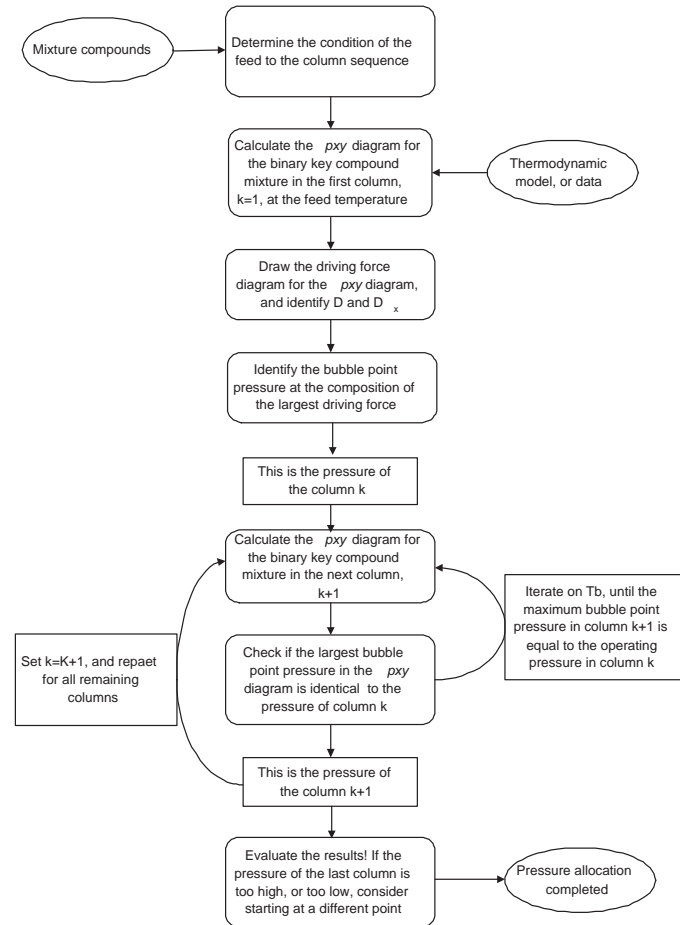 Mixture compounds
Determine the condition of the
feed to the column sequence
Calculate the pxy diagram for
the binary key compound
mixture in the first column,
k=1, at the feed temperature
Thermodynamic
model, or data
Draw the driving force
diagram for the pxy diagram,
and identify D and D x
Identify the bubble point
pressure at the composition of
the largest driving force
This is the pressure of
the column k
Calculate the pxy diagram for
the binary key compound
mixture in the next column,
k+1
Iterate on Tb, until the
maximum bubble point
pressure in column k+1 is
equal to the operating
pressure in column k
Set k=K+1, and repaet
for all remaining
columns
Check if the largest bubble
point pressure in the pxy
diagram is identical to the
pressure of column k
This is the pressure of
the column k+1
Evaluate the results! If the
pressure of the last column is
too high, or too low, consider
starting at a different point
Pressure allocation
completed